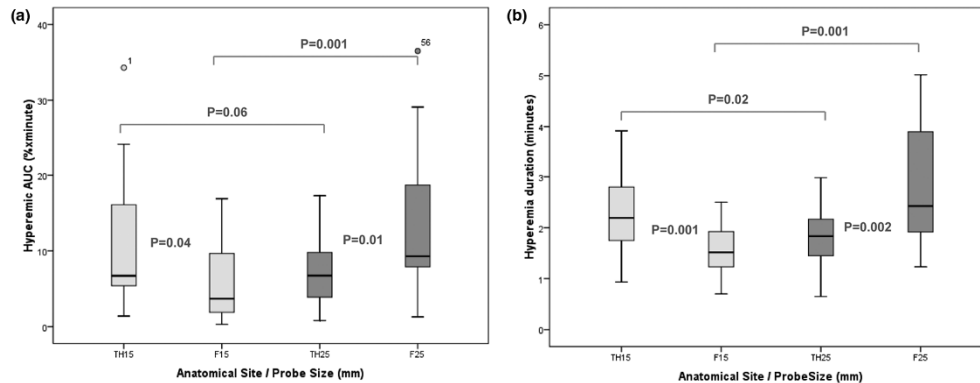 (a)
40
30
20
10
0
Hyperemic AUC (%xminute)
1
56
P=0.001
P=0.06
P=0.04
P=0.01
TH15 F15 TH25 F25
Anatomical Site / Probe Size (mm)
(b)
6
5
4
3
2
1
0
Hyperemia duration (minutes)
P=0.001
P=0.02
P=0.001
P=0.002
TH15 F15 TH25 F25
Anatomical Site / ProbeSize (mm)